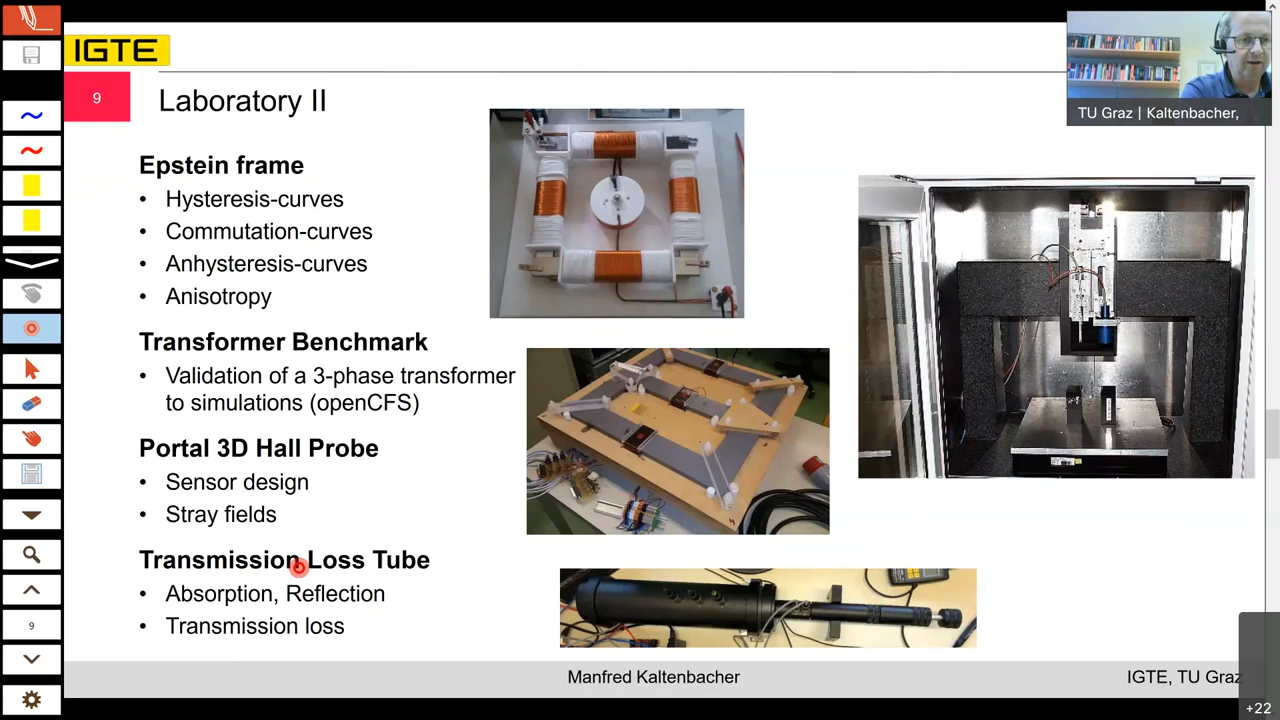 IGTE
9
Laboratory II
TU Graz | Kaltenbacher,
Epstein frame
• Hysteresis-curves
• Commutation-curves
• Anhysteresis-curves
• Anisotropy
Transformer Benchmark
• Validation of a 3-phase transformer
to simulations (openCFS)
Portal 3D Hall Probe
• Sensor design
• Stray fields
Transmission Loss Tube
• Absorption, Reflection
• Transmission loss
9
Manfred Kaltenbacher
IGTE, TU Graz
+22